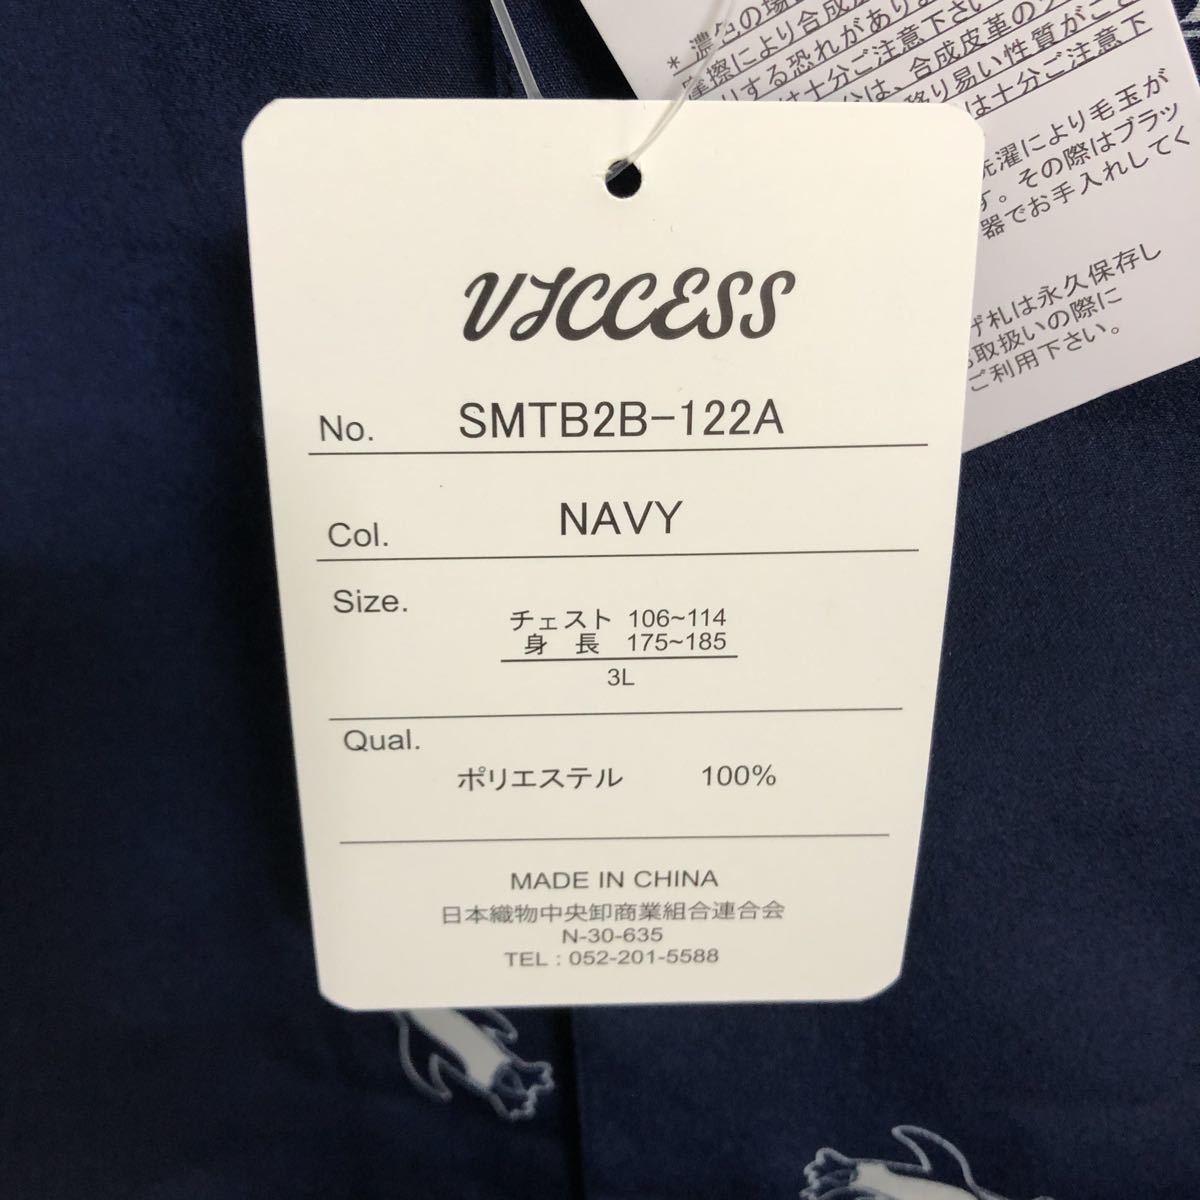 VICCESS
No. SMTB2B-122A
Col. NAVY
Size.
チェスト 106~114
身 長 175~185
3L
Qual.
ポリエステル 100%
MADE IN CHINA
日本織物中央卸商業組合連合会
N-30-635
TEL : 052-201-5588
* 濃色の場
摩擦により合成
りする恐れがあり
は十分ご注意下さい
は、合成皮革のソ
移り易い性質がござ
は十分ご注意下
洗濯により毛玉が
す。その際はブラッ
器でお手入れしてく
ゲ札は永久保存し
取扱いの際に
ご利用下さい。